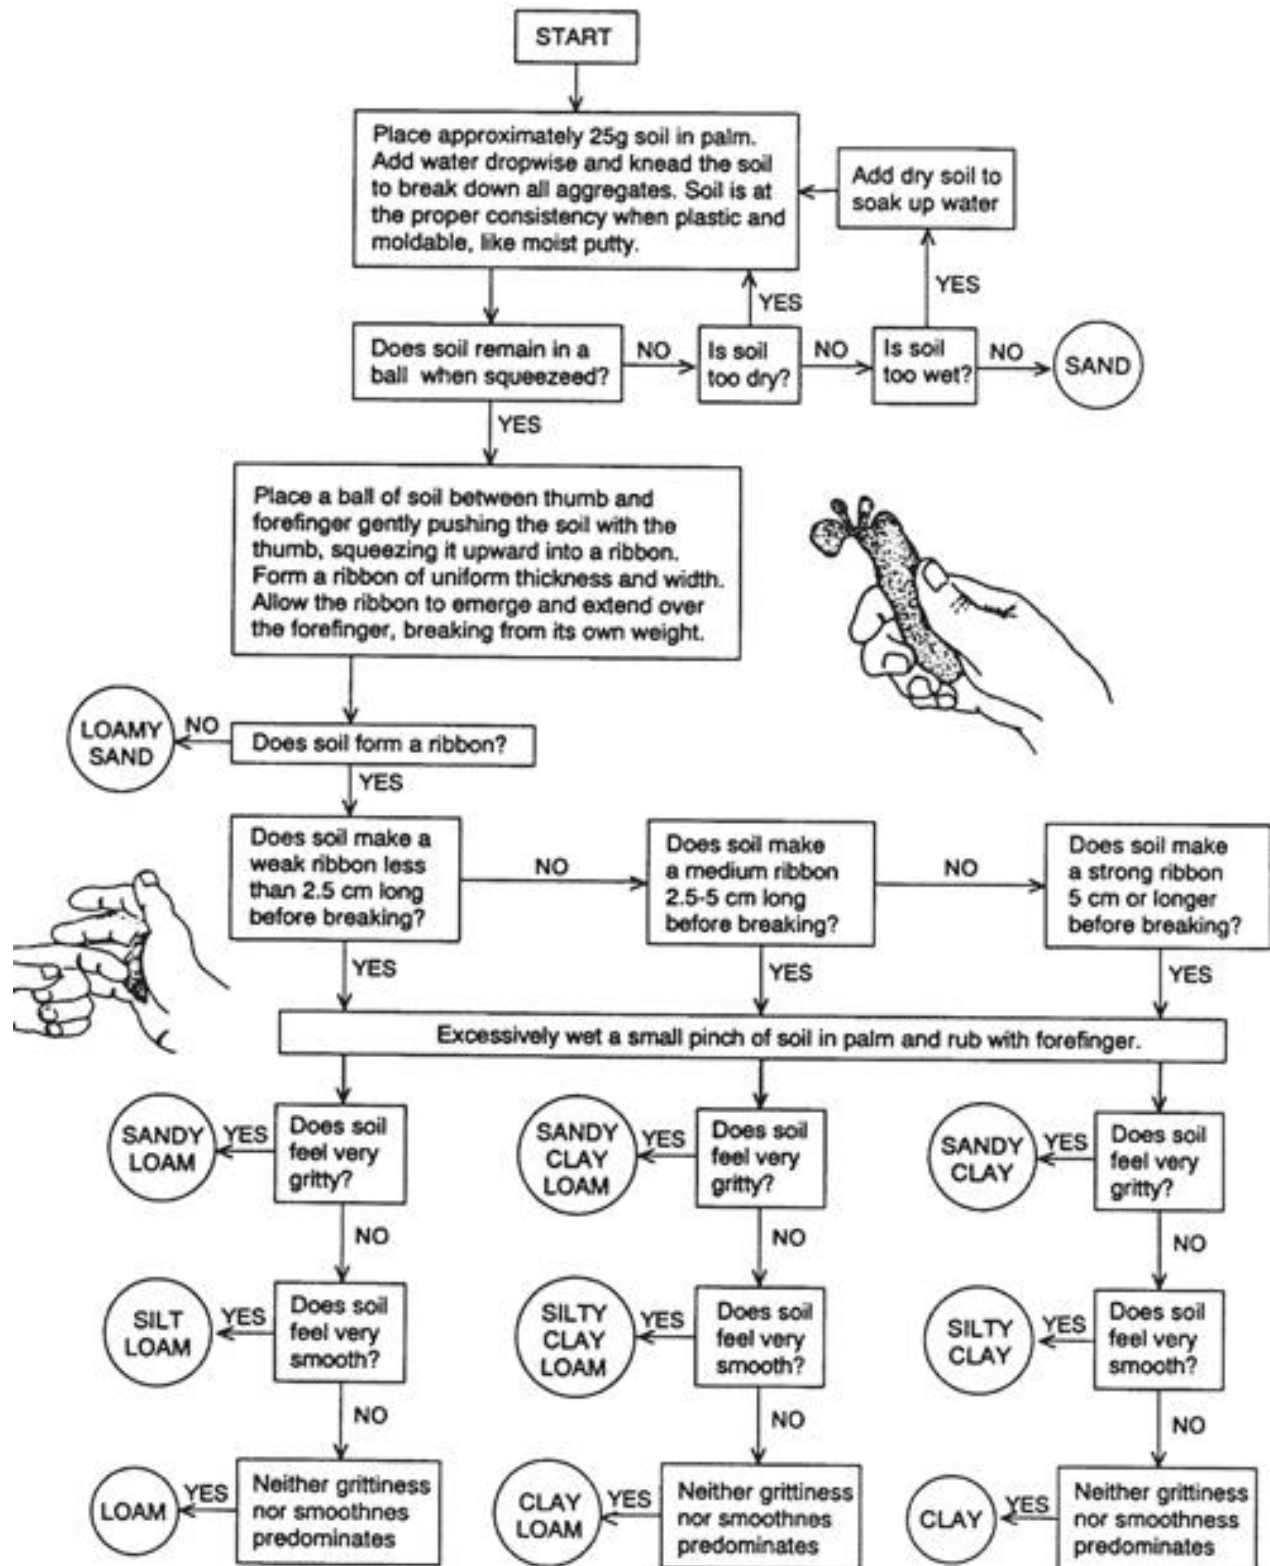 START
Place approximately 25g soil in palm.
Add water dropwise and knead the soil
to break down all aggregates. Soil is at
the proper consistency when plastic and
moldable, like moist putty.
Add dry soil to
soak up water
YES
YES
Does soil remain in a
ball when squeezeed?
NO
Is soil
too dry?
NO
Is soil
too wet?
NO
SAND
YES
Place a ball of soil between thumb and
forefinger gently pushing the soil with the
thumb, squeezing it upward into a ribbon.
Form a ribbon of uniform thickness and width.
Allow the ribbon to emerge and extend over
the forefinger, breaking from its own weight.
LOAMY
SAND
NO
Does soil form a ribbon?
YES
Does soil make a
weak ribbon less
than 2.5 cm long
before breaking?
NO
Does soil make
a medium ribbon
2.5-5 cm long
before breaking?
NO
Does soil make
a strong ribbon
5 cm or longer
before breaking?
YES
YES
YES
Excessively wet a small pinch of soil in palm and rub with forefinger.
SANDY
LOAM
YES
Does soil
feel very
gritty?
SANDY
CLAY
LOAM
YES
Does soil
feel very
gritty?
SANDY
CLAY
YES
Does soil
feel very
gritty?
NO
NO
NO
SILT
LOAM
YES
Does soil
feel very
smooth?
SILTY
CLAY
LOAM
YES
Does soil
feel very
smooth?
SILTY
CLAY
YES
Does soil
feel very
smooth?
NO
NO
NO
LOAM
YES
Neither grittiness
nor smoothnes
predominates
CLAY
LOAM
YES
Neither grittiness
nor smoothnes
predominates
CLAY
YES
Neither grittiness
nor smoothness
predominates